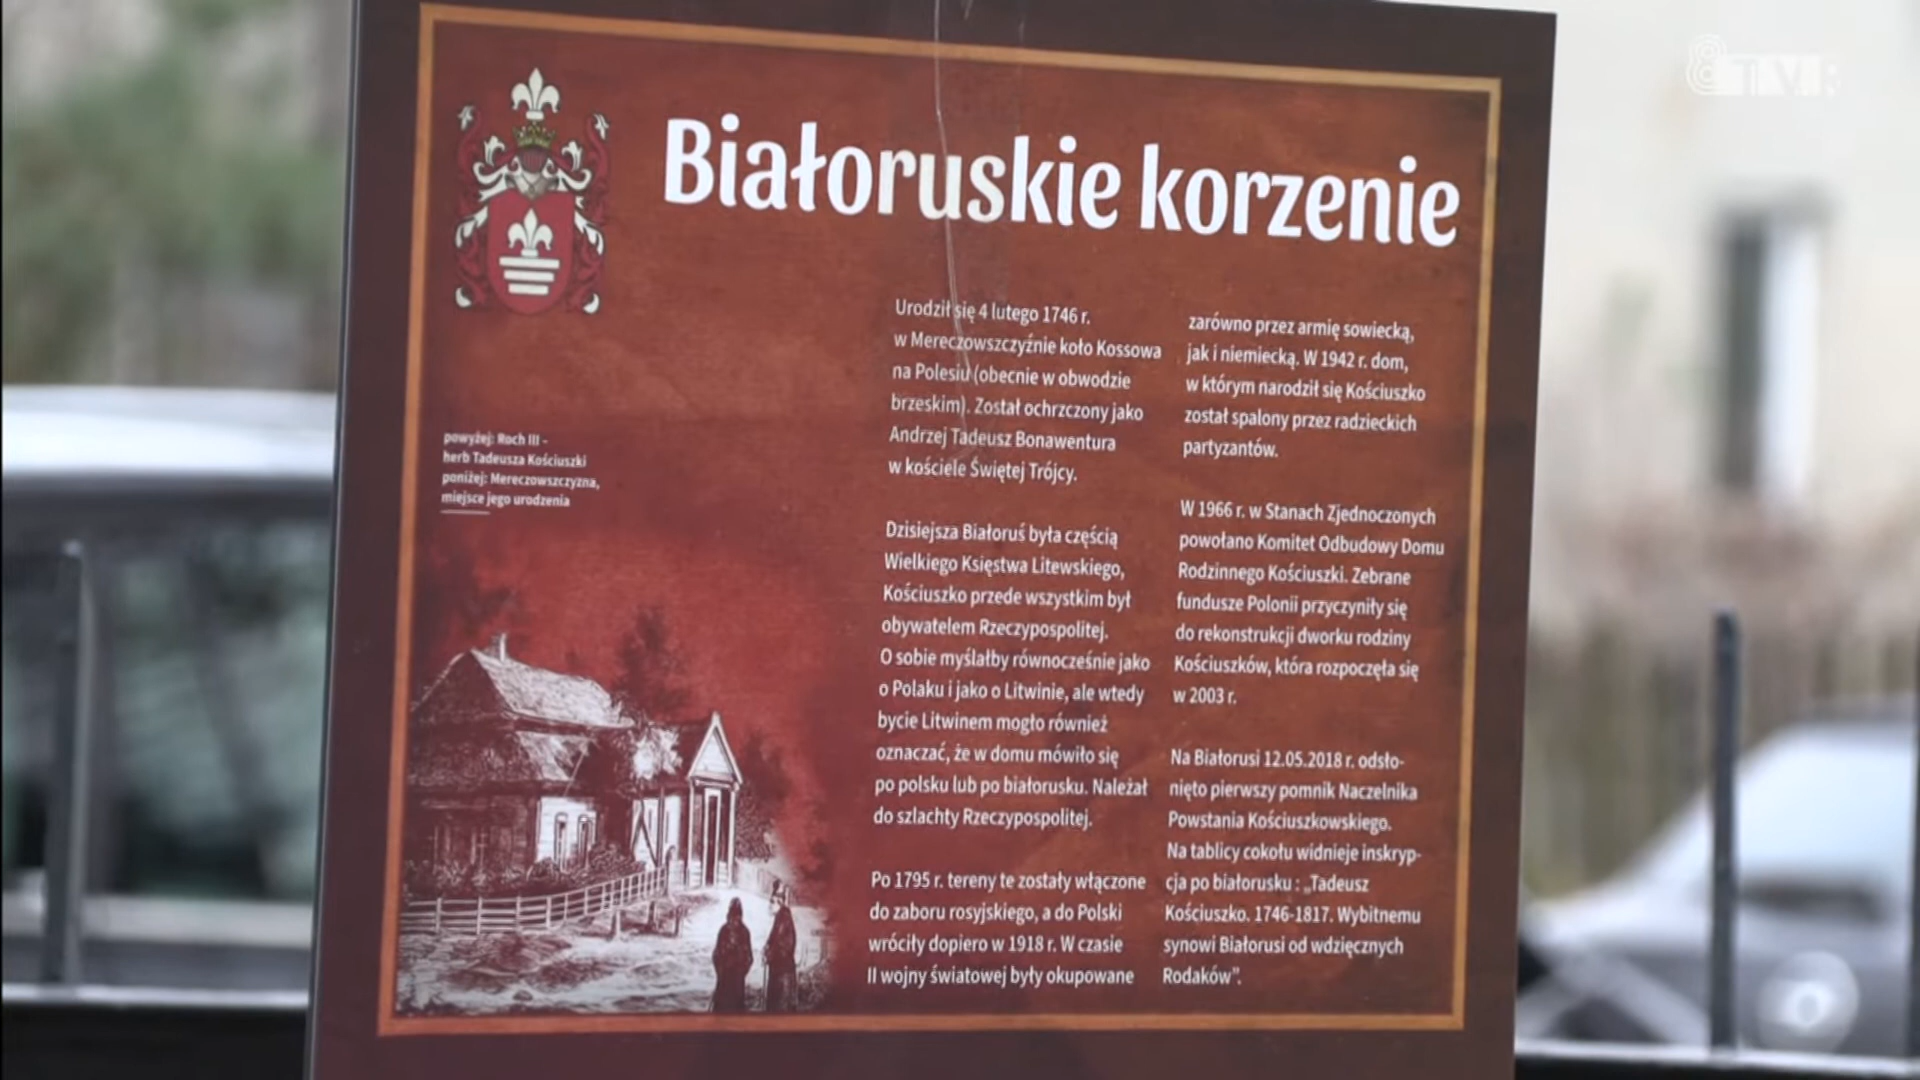 TVR
Białoruskie korzenie
powyżej: Roch III -
herb Tadeusza Kościuszki
poniżej: Mereczowszczyzna,
miejsce jego urodzenia
Urodził się 4 lutego 1746 r.
w Mereczowszczyźnie koło Kossowa
na Polesiu (obecnie w obwodzie
brzeskim). Został ochrzczony jako
Andrzej Tadeusz Bonawentura
w kościele Świętej Trójcy.
Dzisiejsza Białoruś była częścią
Wielkiego Księstwa Litewskiego,
Kościuszko przede wszystkim był
obywatelem Rzeczypospolitej.
O sobie myślałby równocześnie jako
o Polaku i jako o Litwinie, ale wtedy
bycie Litwinem mogło również
oznaczać, że w domu mówiło się
po polsku lub po białorusku. Należał
do szlachty Rzeczypospolitej.
Po 1795 r. tereny te zostały włączone
do zaboru rosyjskiego, a do Polski
wróciły dopiero w 1918 r. W czasie
II wojny światowej były okupowane
zarówno przez armię sowiecką,
jak i niemiecką. W 1942 r. dom,
w którym narodził się Kościuszko
został spalony przez radzieckich
partyzantów.
W 1966 r. w Stanach Zjednoczonych
powołano Komitet Odbudowy Domu
Rodzinnego Kościuszki. Zebrane
fundusze Polonii przyczyniły się
do rekonstrukcji dworku rodziny
Kościuszków, która rozpoczęła się
w 2003 r.
Na Białorusi 12.05.2018 r. odsło-
nięto pierwszy pomnik Naczelnika
Powstania Kościuszkowskiego.
Na tablicy cokołu widnieje inskryp-
cja po białorusku : „Tadeusz
Kościuszko. 1746-1817. Wybitnemu
synowi Białorusi od wdzięcznych
Rodaków”.